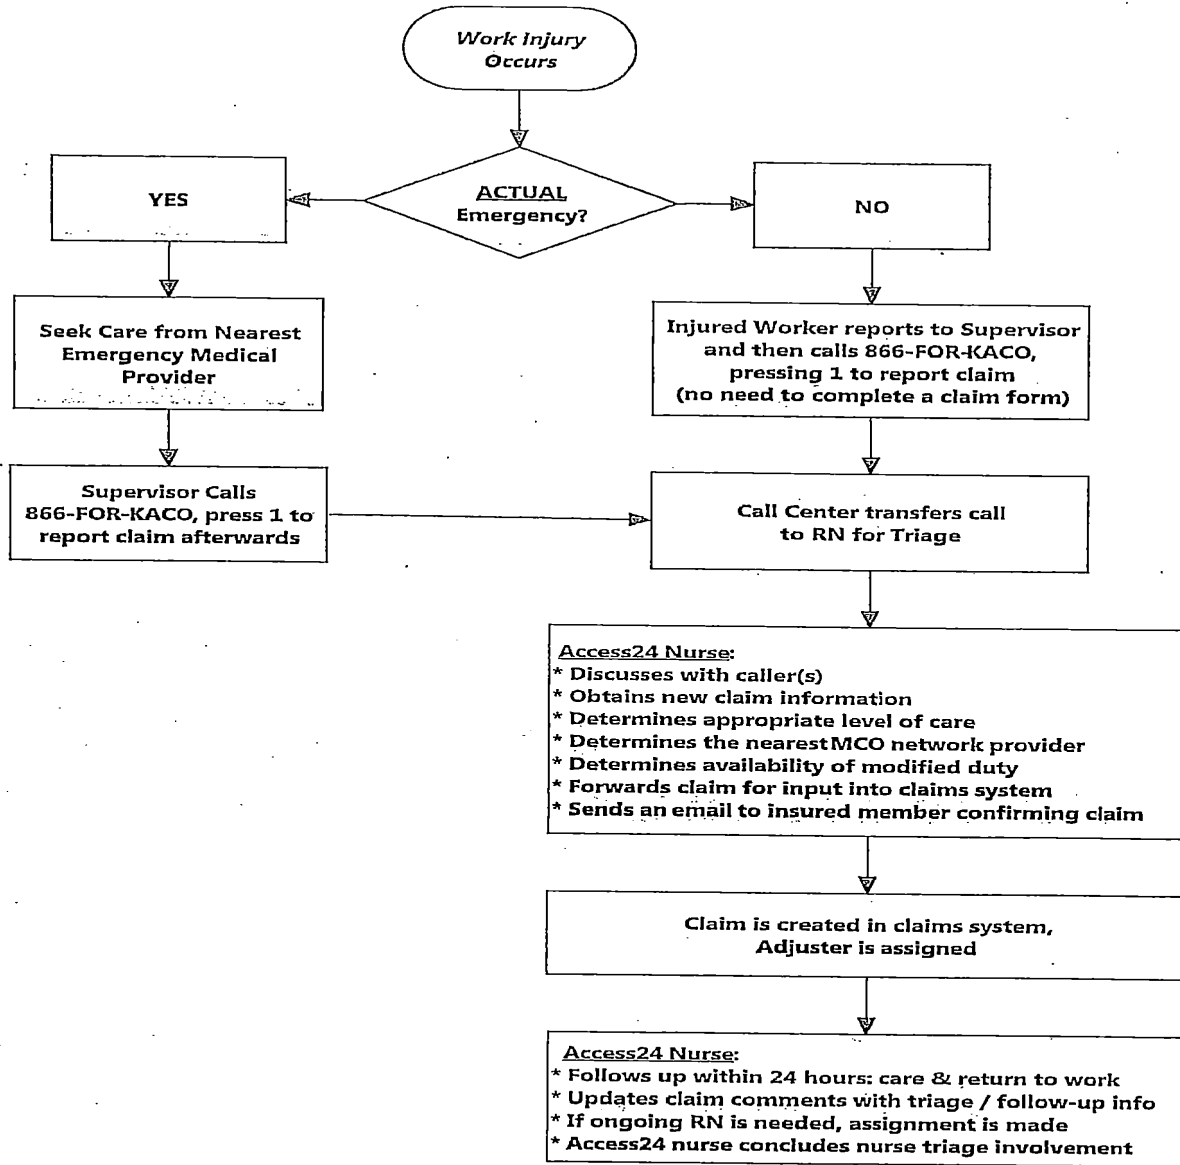 Work Injury
Occurs
ACTUAL
Emergency?
YES
NO
Seek Care from Nearest
Emergency Medical
Provider
Injured Worker reports to Supervisor
and then calls 866-FOR-KACO,
pressing 1 to report claim
(no need to complete a claim form)
Supervisor Calls
866-FOR-KACO, press 1 to
report claim afterwards
Call Center transfers call
to RN for Triage
Access24 Nurse:
* Discusses with caller(s)
* Obtains new claim information
* Determines appropriate level of care
* Determines the nearest MCO network provider
* Determines availability of modified duty
* Forwards claim for input into claims system
* Sends an email to insured member confirming claim
Claim is created in claims system,
Adjuster is assigned
Access24 Nurse:
* Follows up within 24 hours: care & return to work
* Updates claim comments with triage / follow-up info
* If ongoing RN is needed, assignment is made
* Access24 nurse concludes nurse triage involvement